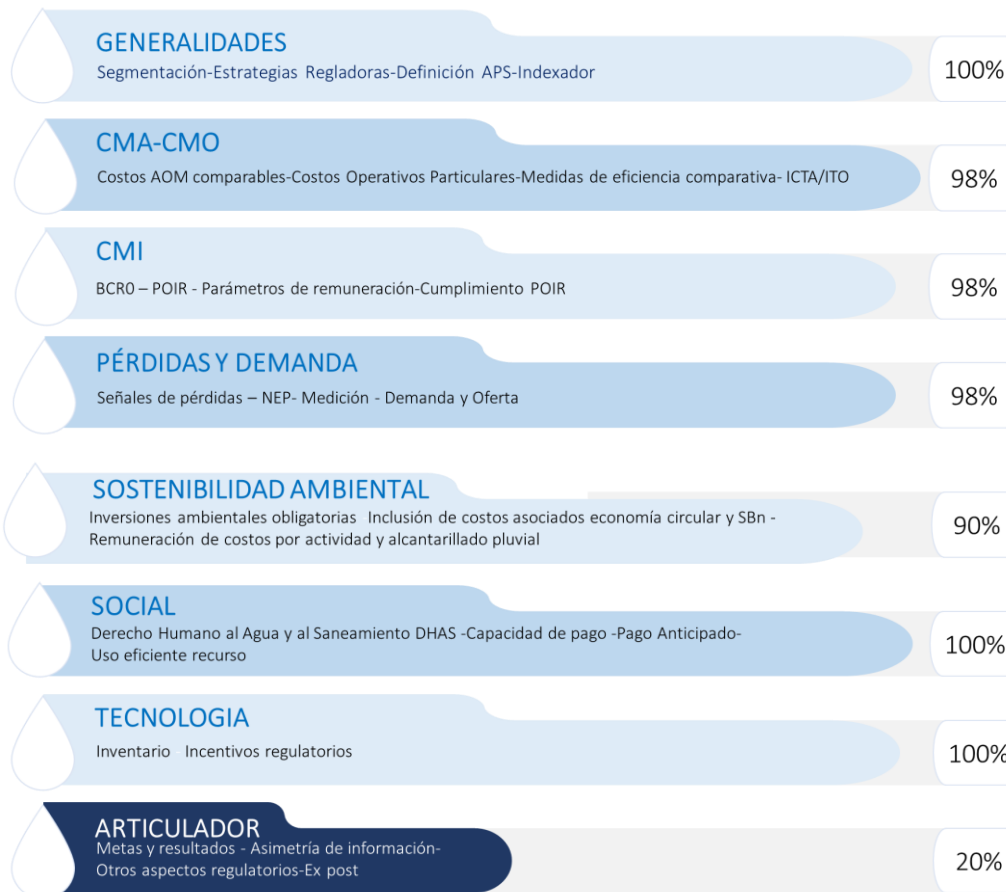 GENERALIDADES
Segmentación-Estrategias Regladoras-Definición APS-Indexador
100%
CMA-CMO
Costos AOM comparables-Costos Operativos Particulares-Medidas de eficiencia comparativa- ICTA/ITO
98%
CMI
BCR0 – POIR - Parámetros de remuneración-Cumplimiento POIR
98%
PÉRDIDAS Y DEMANDA
Señales de pérdidas – NEP- Medición - Demanda y Oferta
98%
SOSTENIBILIDAD AMBIENTAL
Inversiones ambientales obligatorias Inclusión de costos asociados economía circular y SBn -
Remuneración de costos por actividad y alcantarillado pluvial
90%
SOCIAL
Derecho Humano al Agua y al Saneamiento DHAS -Capacidad de pago -Pago Anticipado-
Uso eficiente recurso
100%
TECNOLOGIA
Inventario Incentivos regulatorios
100%
ARTICULADOR
Metas y resultados - Asimetría de información-
Otros aspectos regulatorios-Ex post
20%